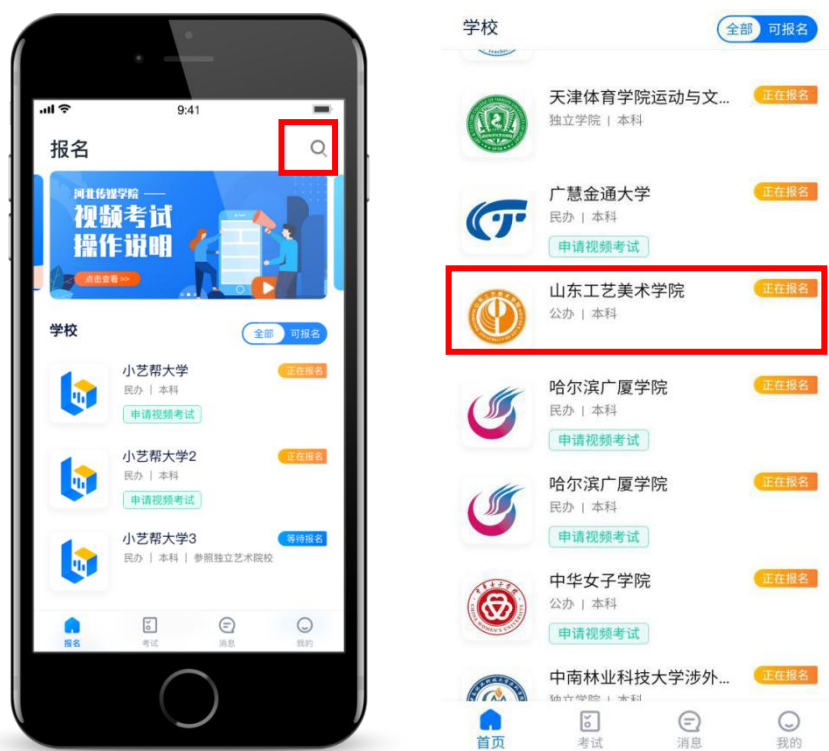 9:41
报名
河北传媒学院 ——
视频考试
操作说明
点击查看 >>
学校
全部 可报名
小艺帮大学
正在报名
民办 | 本科
申请视频考试
小艺帮大学2
正在报名
民办 | 本科
申请视频考试
小艺帮大学3
等待报名
民办 | 本科 | 参照独立艺术院校
报名 考试 消息 我的
学校
全部 可报名
天津体育学院运动与文...
正在报名
独立学院 | 本科
广慧金通大学
正在报名
民办 | 本科
申请视频考试
山东工艺美术学院
正在报名
公办 | 本科
哈尔滨广厦学院
正在报名
民办 | 本科
申请视频考试
哈尔滨广厦学院
正在报名
民办 | 本科
申请视频考试
中华女子学院
正在报名
公办 | 本科
申请视频考试
中南林业科技大学涉外...
正在报名
独立学院 | 本科
首页 考试 消息 我的